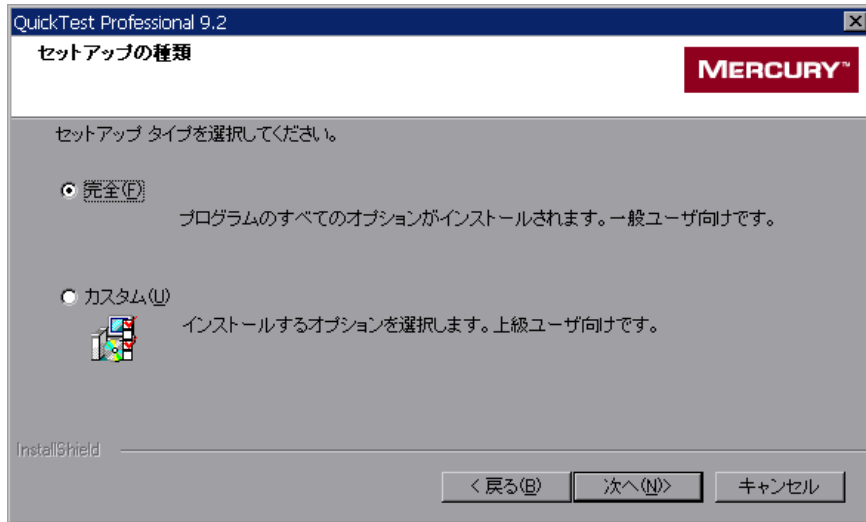 QuickTest Professional 9.2
セットアップの種類
MERCURY™
セットアップ タイプを選択してください。
完全(F)
プログラムのすべてのオプションがインストールされます。一般ユーザ向けです。
カスタム(U)
インストールするオプションを選択します。上級ユーザ向けです。
InstallShield
< 戻る(B)
次へ(N)>
キャンセル